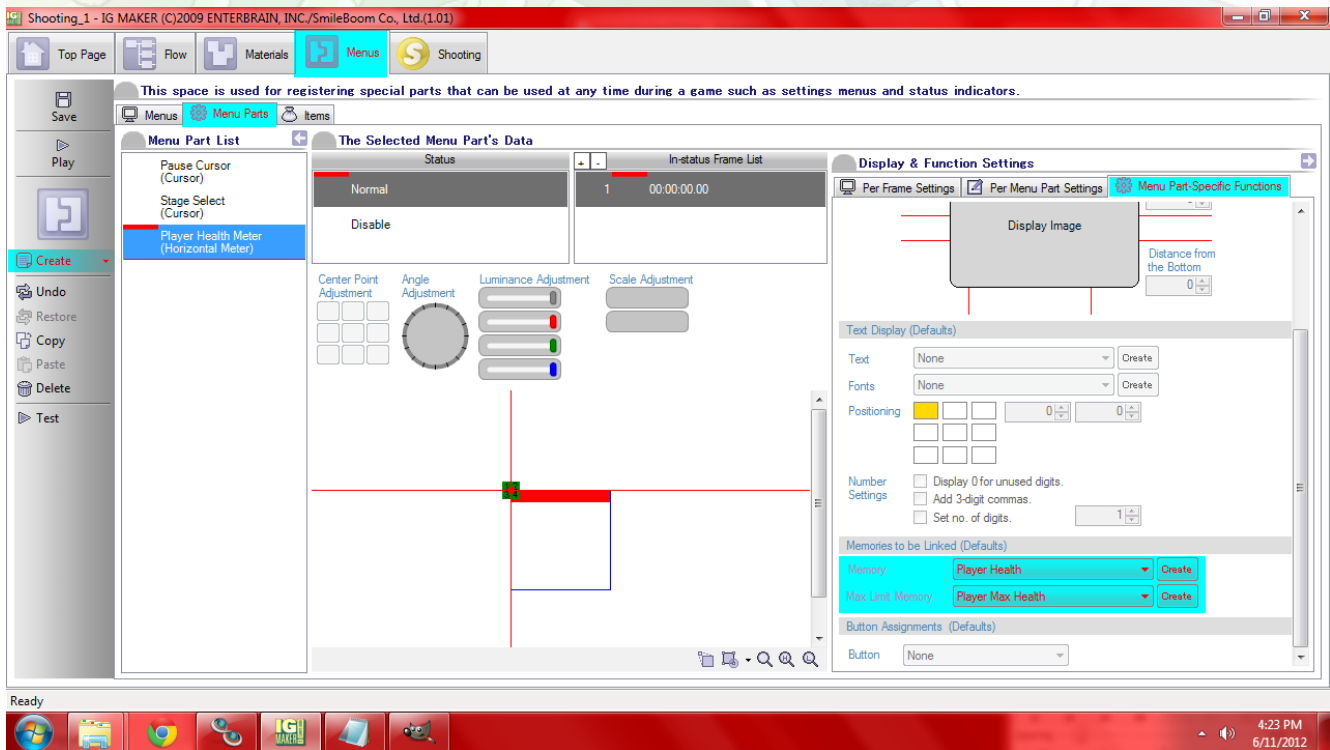 Shooting_1 - IG MAKER (C)2009 ENTERBRAIN, INC./SmileBoom Co., Ltd.(1.01)
Top Page
Flow
Materials
Menus
Shooting
Save
Play
Create
Undo
Restore
Copy
Paste
Delete
Test
This space is used for registering special parts that can be used at any time during a game such as settings menus and status indicators.
Menus
Menu Parts
Items
Menu Part List
Pause Cursor
(Cursor)
Stage Select
(Cursor)
Player Health Meter
(Horizontal Meter)
The Selected Menu Part's Data
Status
+ -
In-status Frame List
Normal
1 00:00:00.00
Disable
Center Point
Adjustment
Angle
Adjustment
Luminance Adjustment
Scale Adjustment
Display & Function Settings
Per Frame Settings
Per Menu Part Settings
Menu Part-Specific Functions
Display Image
Distance from
the Bottom
0
Text Display (Defaults)
Text None Create
Fonts None Create
Positioning 0 0
Number
Settings
Display 0 for unused digits.
Add 3-digit commas.
Set no. of digits. 1
Memories to be Linked (Defaults)
Memory Player Health Create
Max Limit Memory Player Max Health Create
Button Assignments (Defaults)
Button None
Ready
IG
MAKER
4:23 PM
6/11/2012